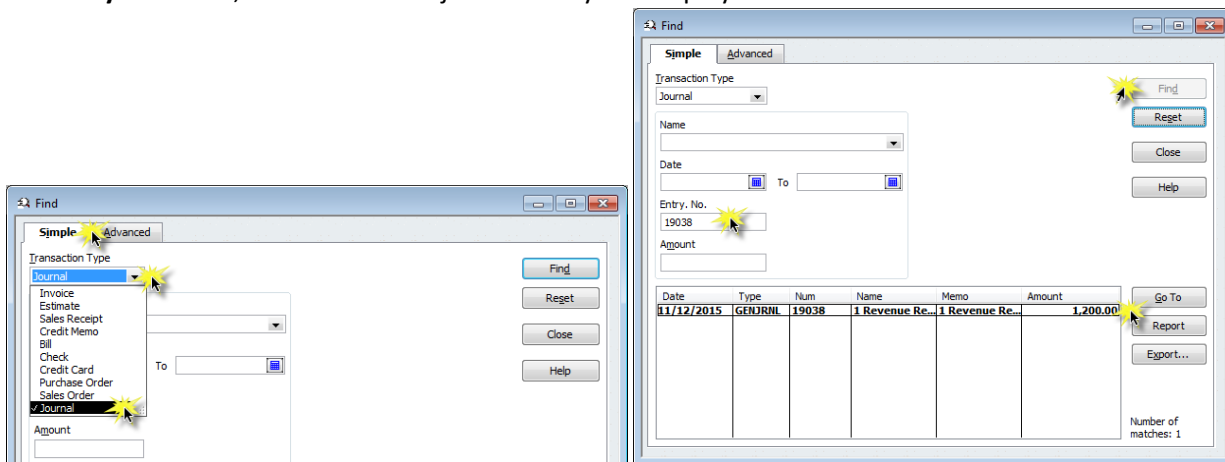 Find
Simple Advanced
Transaction Type
Journal
Find
Invoice
Estimate
Sales Receipt
Credit Memo
Bill
Check
Credit Card
Purchase Order
Sales Order
✓ Journal
Reset
Close
To
Help
Amount
Find
Simple Advanced
Transaction Type
Journal
Find
Name
Reset
Close
Date
To
Help
Entry. No.
19038
Amount
Date Type Num Name Memo Amount
11/12/2015 GENJRNL 19038 1 Revenue Re... 1 Revenue Re... 1,200.00
Go To
Report
Export...
Number of
matches: 1